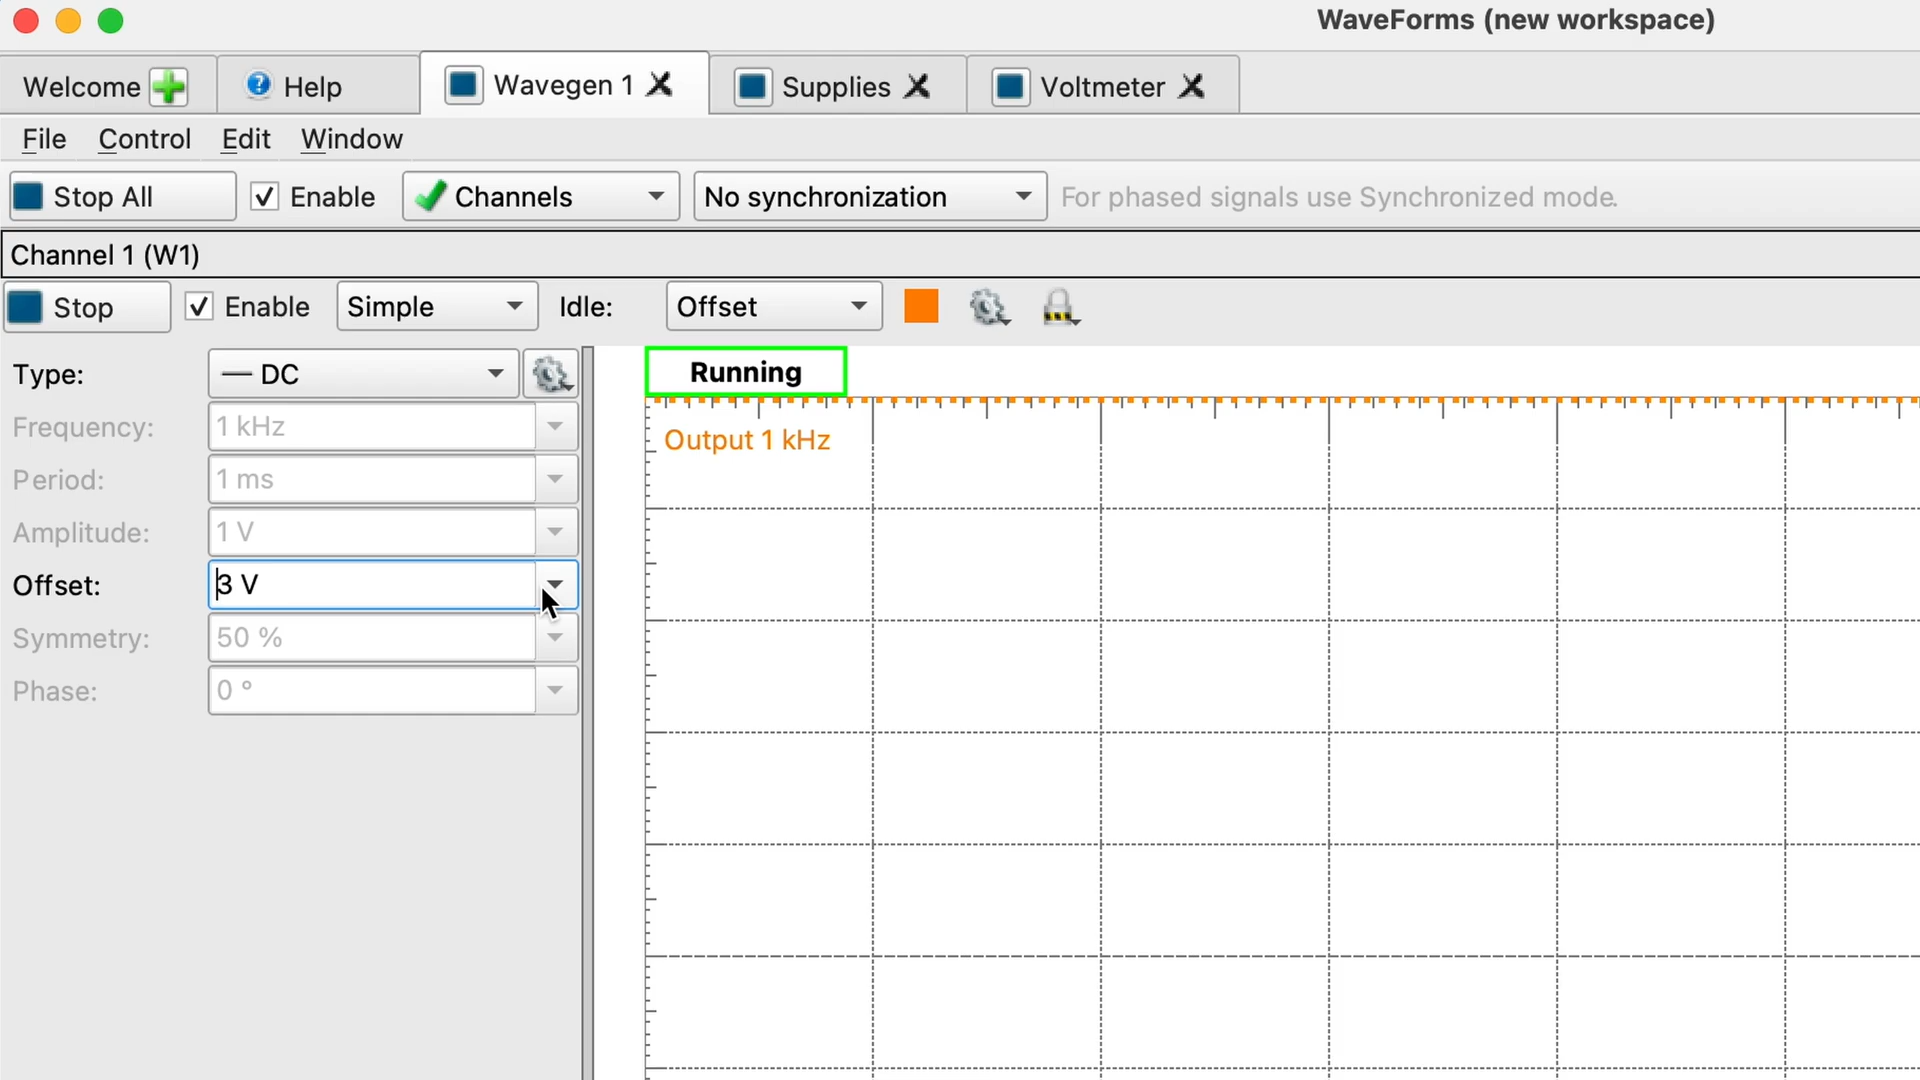 WaveForms (new workspace)
Welcome Help Wavegen 1 Supplies Voltmeter
File Control Edit Window
Stop All Enable Channels No synchronization For phased signals use Synchronized mode.
Channel 1 (W1)
Stop Enable Simple Idle: Offset
Type: DC
Running
Frequency: 1 kHz
Output 1 kHz
Period: 1 ms
Amplitude: 1 V
Offset: 3 V
Symmetry: 50 %
Phase: 0 °